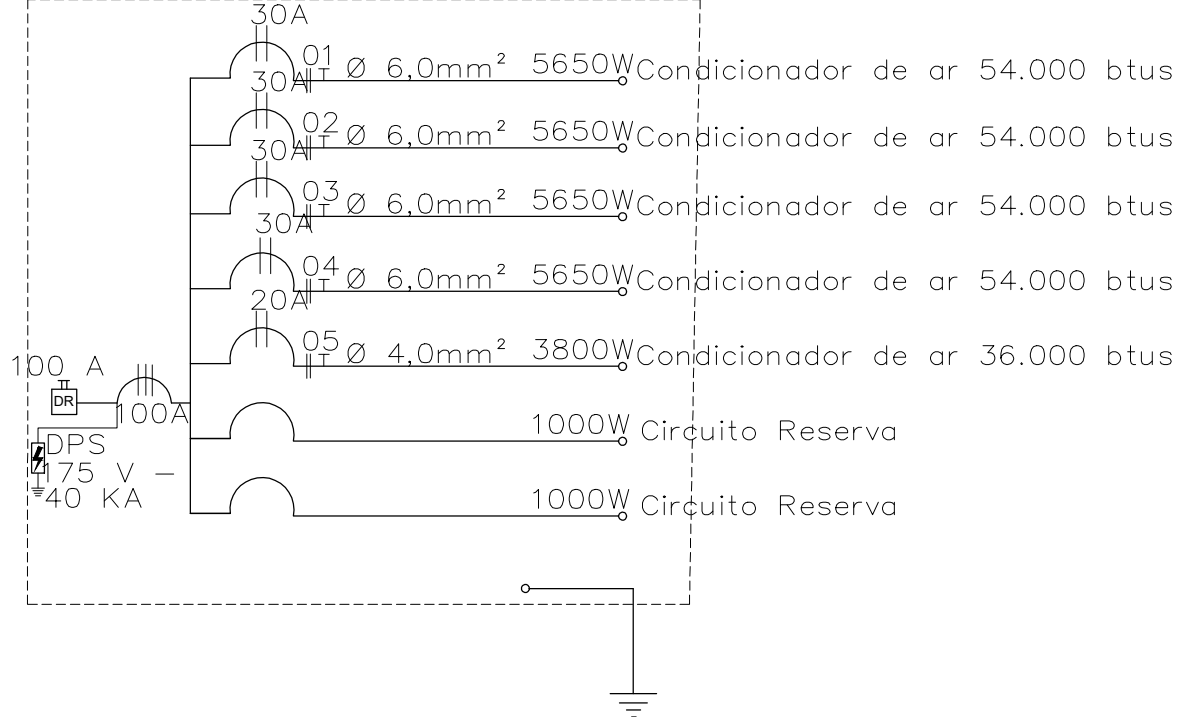 30A
01 Ø 6,0mm² 5650W Condicionador de ar 54.000 btus
30A
02 Ø 6,0mm² 5650W Condicionador de ar 54.000 btus
30A
03 Ø 6,0mm² 5650W Condicionador de ar 54.000 btus
30A
04 Ø 6,0mm² 5650W Condicionador de ar 54.000 btus
20A
05 Ø 4,0mm² 3800W Condicionador de ar 36.000 btus
100 A
DR
100A
1000W Circuito Reserva
DPS
175 V -
40 KA
1000W Circuito Reserva